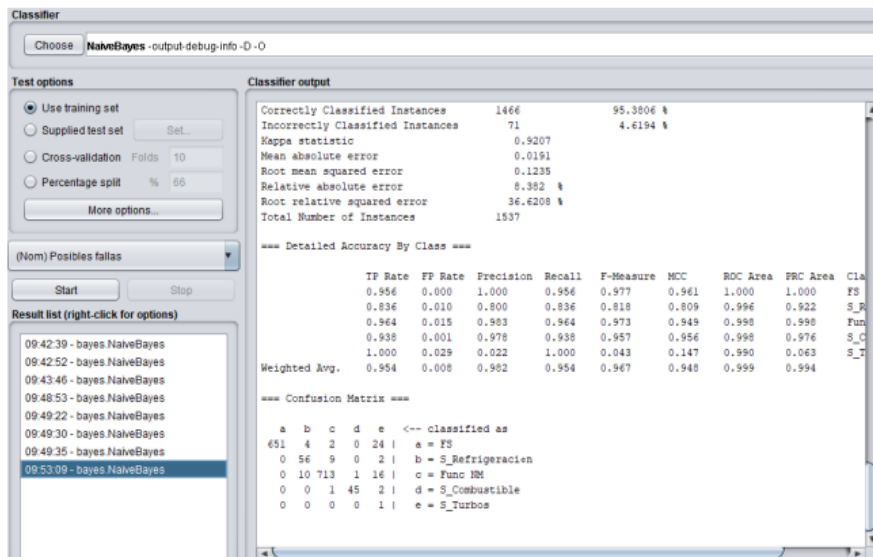 Classifier
Choose NaiveBayes -output-debug-info -D -O
Test options
Use training set
Supplied test set Set...
Cross-validation Folds 10
Percentage split % 66
More options...
(Nom) Posibles fallas
Start Stop
Result list (right-click for options)
09:42:39 - bayes.NaiveBayes
09:42:52 - bayes.NaiveBayes
09:43:46 - bayes.NaiveBayes
09:48:53 - bayes.NaiveBayes
09:49:22 - bayes.NaiveBayes
09:49:30 - bayes.NaiveBayes
09:49:35 - bayes.NaiveBayes
09:53:09 - bayes.NaiveBayes
Classifier output
Correctly Classified Instances 1466 95.3806 %
Incorrectly Classified Instances 71 4.6194 %
Kappa statistic 0.9207
Mean absolute error 0.0191
Root mean squared error 0.1235
Relative absolute error 8.382 %
Root relative squared error 36.6208 %
Total Number of Instances 1537
=== Detailed Accuracy By Class ===
TP Rate FP Rate Precision Recall F-Measure MCC ROC Area PRC Area Cla
0.956 0.000 1.000 0.956 0.977 0.961 1.000 1.000 FS
0.836 0.010 0.800 0.836 0.818 0.809 0.996 0.922 S_R
0.964 0.015 0.983 0.964 0.973 0.949 0.998 0.998 Fun
0.938 0.001 0.978 0.938 0.957 0.956 0.998 0.976 S_C
1.000 0.029 0.022 1.000 0.043 0.147 0.990 0.063 S_T
Weighted Avg. 0.954 0.008 0.982 0.954 0.967 0.948 0.999 0.994
=== Confusion Matrix ===
a b c d e <-- classified as
651 4 2 0 24 | a = FS
0 56 9 0 2 | b = S_Refrigeracion
0 10 713 1 16 | c = Func NM
0 0 1 45 2 | d = S_Combustible
0 0 0 0 1 | e = S_Turbos